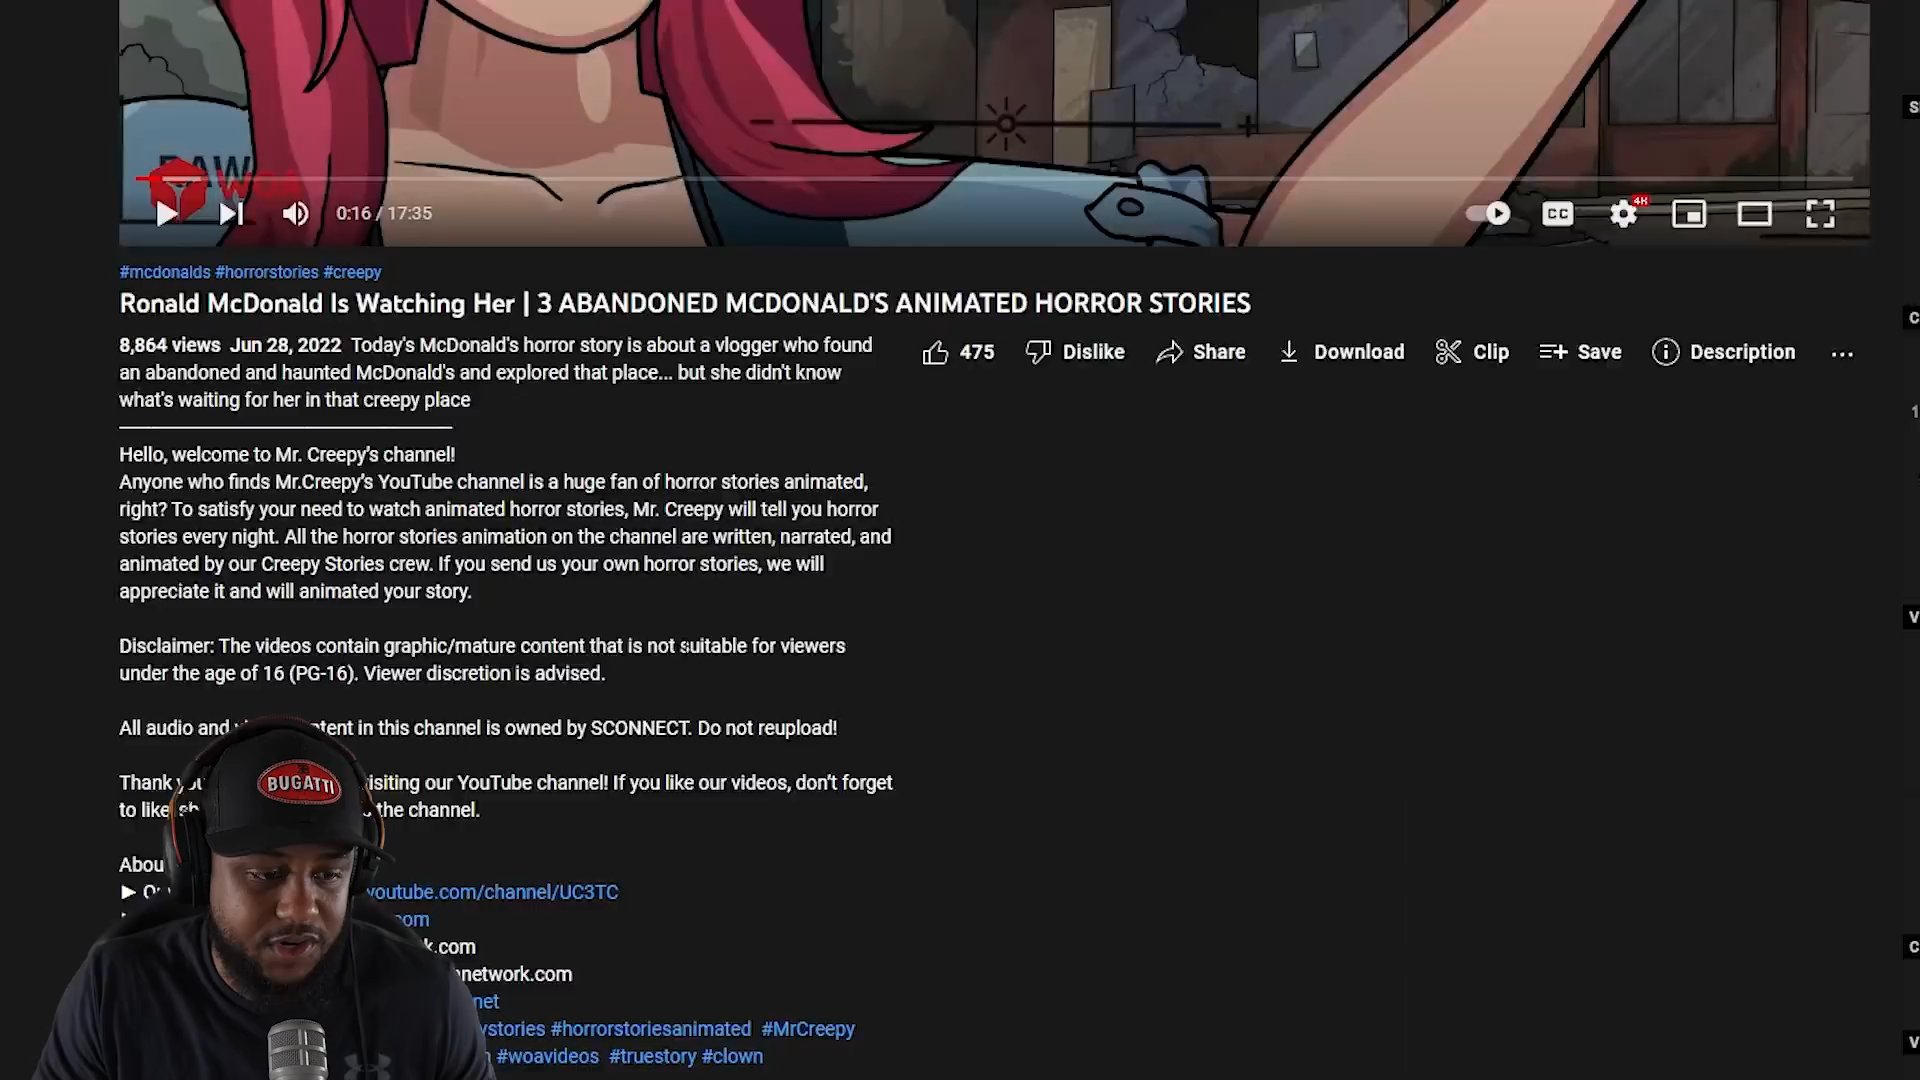 WOA
0:16 / 17:35
CC
4K
#mcdonalds #horrorstories #creepy
Ronald McDonald Is Watching Her | 3 ABANDONED MCDONALD'S ANIMATED HORROR STORIES
8,864 views Jun 28, 2022 Today's McDonald's horror story is about a vlogger who found
an abandoned and haunted McDonald's and explored that place... but she didn't know
what's waiting for her in that creepy place
475 Dislike Share Download Clip Save Description ...
Hello, welcome to Mr. Creepy's channel!
Anyone who finds Mr.Creepy's YouTube channel is a huge fan of horror stories animated,
right? To satisfy your need to watch animated horror stories, Mr. Creepy will tell you horror
stories every night. All the horror stories animation on the channel are written, narrated, and
animated by our Creepy Stories crew. If you send us your own horror stories, we will
appreciate it and will animated your story.
Disclaimer: The videos contain graphic/mature content that is not suitable for viewers
under the age of 16 (PG-16). Viewer discretion is advised.
All audio and in this channel is owned by SCONNECT. Do not reupload!
Thank our YouTube channel! If you like our videos, don't forget
to like the channel.
BUGATTI
youtube.com/channel/UC3TC
.com
k.com
network.com
net
#horrorstoriesanimated #MrCreepy
#woavideos #truestory #clown